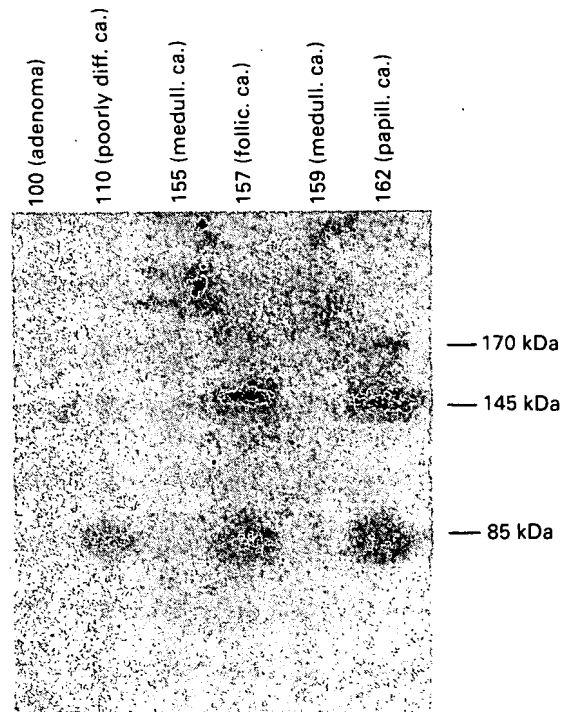 100 (adenoma)
110 (poorly diff. ca.)
155 (medull. ca.)
157 (follic. ca.)
159 (medull. ca.)
162 (papill. ca.)
170 kDa
145 kDa
85 kDa